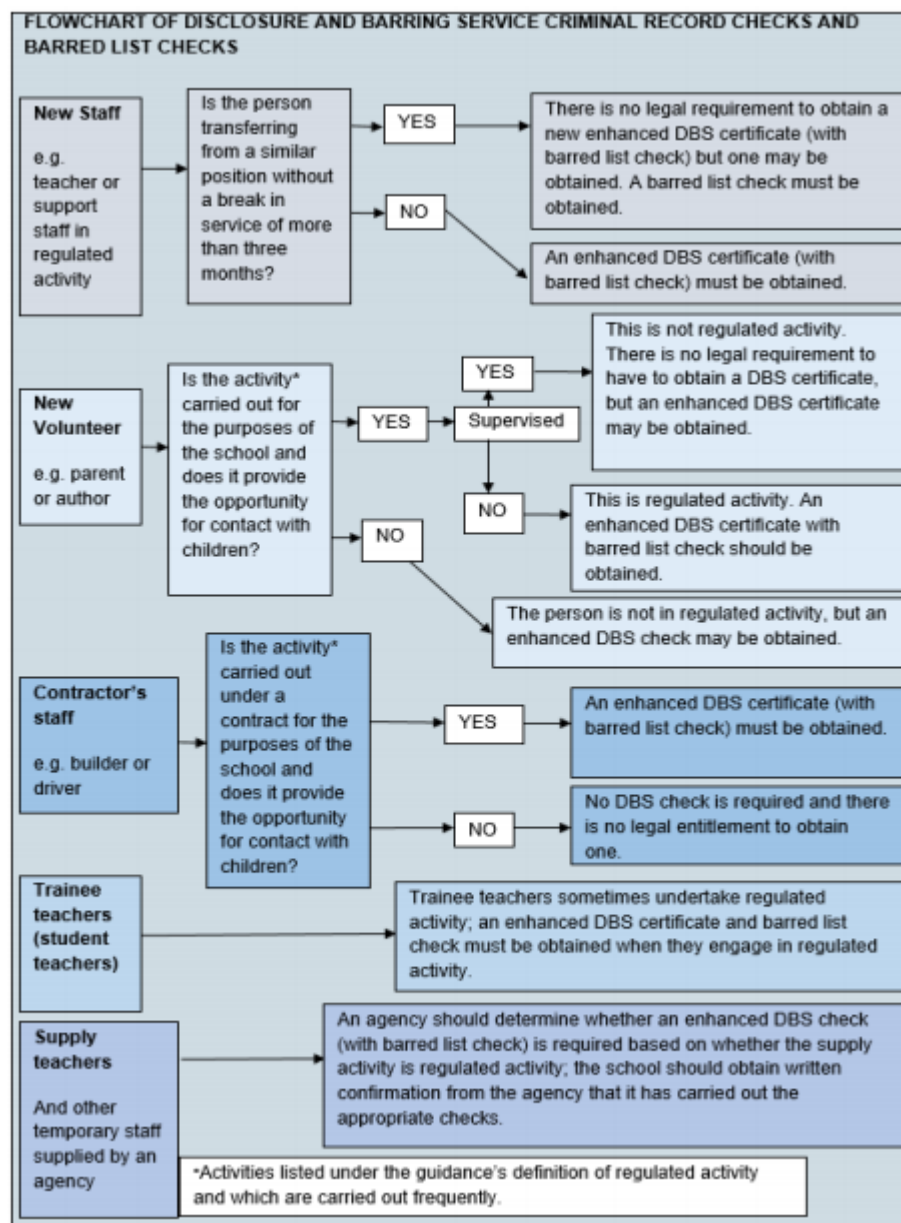 FLOWCHART OF DISCLOSURE AND BARRING SERVICE CRIMINAL RECORD CHECKS AND
BARRED LIST CHECKS
New Staff
e.g.
teacher or
support
staff in
regulated
activity
Is the person
transferring
from a similar
position without
a break in
service of more
than three
months?
YES
There is no legal requirement to obtain a
new enhanced DBS certificate (with
barred list check) but one may be
obtained. A barred list check must be
obtained.
NO
An enhanced DBS certificate (with
barred list check) must be obtained.
New
Volunteer
e.g. parent
or author
Is the activity*
carried out for
the purposes of
the school and
does it provide
the opportunity
for contact with
children?
YES
Supervised
YES
This is not regulated activity.
There is no legal requirement to
have to obtain a DBS certificate,
but an enhanced DBS certificate
may be obtained.
NO
This is regulated activity. An
enhanced DBS certificate with
barred list check should be
obtained.
NO
The person is not in regulated activity, but an
enhanced DBS check may be obtained.
Contractor's
staff
e.g. builder or
driver
Is the activity*
carried out
under a
contract for the
purposes of the
school and
does it provide
the opportunity
for contact with
children?
YES
An enhanced DBS certificate (with
barred list check) must be obtained.
NO
No DBS check is required and there
is no legal entitlement to obtain
one.
Trainee
teachers
(student
teachers)
Trainee teachers sometimes undertake regulated
activity; an enhanced DBS certificate and barred list
check must be obtained when they engage in regulated
activity.
Supply
teachers
And other
temporary staff
supplied by an
agency
An agency should determine whether an enhanced DBS check
(with barred list check) is required based on whether the supply
activity is regulated activity; the school should obtain written
confirmation from the agency that it has carried out the
appropriate checks.
*Activities listed under the guidance's definition of regulated activity
and which are carried out frequently.